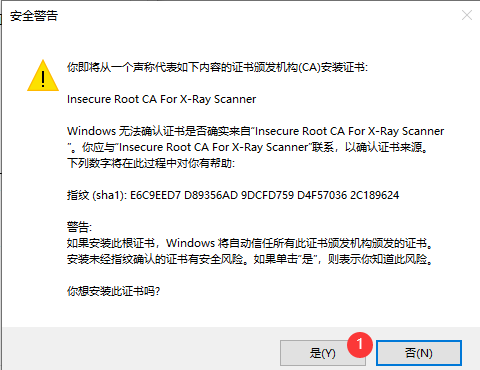 安全警告
你即将从一个声称代表如下内容的证书颁发机构(CA)安装证书:
Insecure Root CA For X-Ray Scanner
Windows 无法确认证书是否确实来自"Insecure Root CA For X-Ray Scanner
"。你应与"Insecure Root CA For X-Ray Scanner"联系，以确认证书来源。
下列数字将在此过程中对你有帮助:
指纹 (sha1): E6C9EED7 D89356AD 9DCFD759 D4F57036 2C189624
警告:
如果安装此根证书，Windows 将自动信任所有此证书颁发机构颁发的证书。
安装未经指纹确认的证书有安全风险。如果单击"是"，则表示你知道此风险。
你想安装此证书吗?
是(Y)
1
否(N)